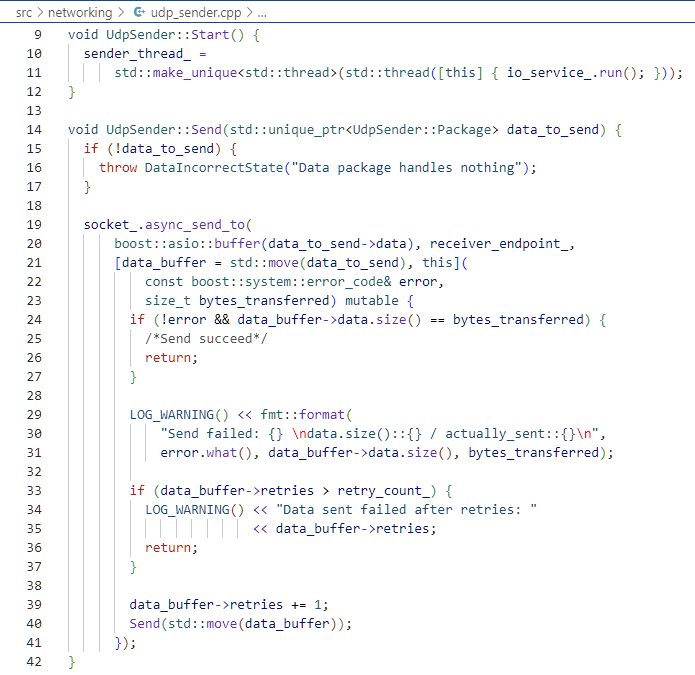 src > networking > udp_sender.cpp > ...
9 void UdpSender::Start() {
10   sender_thread_ =
11       std::make_unique<std::thread>(std::thread([this] { io_service_.run(); }));
12 }
13
14 void UdpSender::Send(std::unique_ptr<UdpSender::Package> data_to_send) {
15   if (!data_to_send) {
16     throw DataIncorrectState("Data package handles nothing");
17   }
18
19   socket_.async_send_to(
20       boost::asio::buffer(data_to_send->data), receiver_endpoint_,
21       [data_buffer = std::move(data_to_send), this](
22           const boost::system::error_code& error,
23           size_t bytes_transferred) mutable {
24         if (!error && data_buffer->data.size() == bytes_transferred) {
25           /*Send succeed*/
26           return;
27         }
28
29         LOG_WARNING() << fmt::format(
30             "Send failed: {} \ndata.size()::{} / actually_sent::{}\n",
31             error.what(), data_buffer->data.size(), bytes_transferred);
32
33         if (data_buffer->retries > retry_count_) {
34           LOG_WARNING() << "Data sent failed after retries: "
35                         << data_buffer->retries;
36           return;
37         }
38
39         data_buffer->retries += 1;
40         Send(std::move(data_buffer));
41       });
42 }